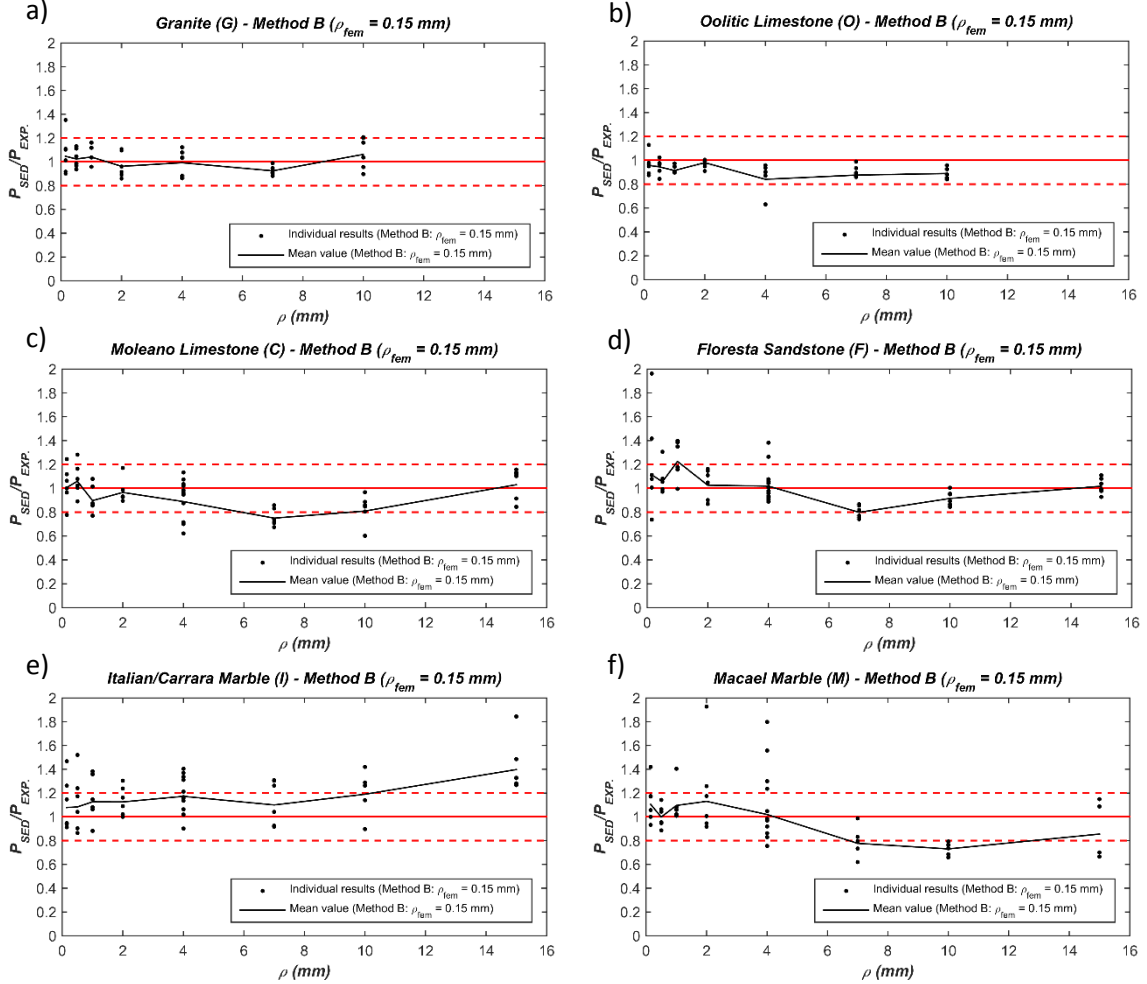 a)
Granite (G) - Method B (ρfem = 0.15 mm)
2
1.8
1.6
1.4
1.2
1
0.8
0.6
0.4
0.2
0
PSED/PEXP.
Individual results (Method B: ρfem = 0.15 mm)
Mean value (Method B: ρfem = 0.15 mm)
0 2 4 6 8 10 12 14 16
ρ (mm)
b)
Oolitic Limestone (O) - Method B (ρfem = 0.15 mm)
2
1.8
1.6
1.4
1.2
1
0.8
0.6
0.4
0.2
0
PSED/PEXP.
Individual results (Method B: ρfem = 0.15 mm)
Mean value (Method B: ρfem = 0.15 mm)
0 2 4 6 8 10 12 14 16
ρ (mm)
c)
Moleano Limestone (C) - Method B (ρfem = 0.15 mm)
2
1.8
1.6
1.4
1.2
1
0.8
0.6
0.4
0.2
0
PSED/PEXP.
Individual results (Method B: ρfem = 0.15 mm)
Mean value (Method B: ρfem = 0.15 mm)
0 2 4 6 8 10 12 14 16
ρ (mm)
d)
Floresta Sandstone (F) - Method B (ρfem = 0.15 mm)
2
1.8
1.6
1.4
1.2
1
0.8
0.6
0.4
0.2
0
PSED/PEXP.
Individual results (Method B: ρfem = 0.15 mm)
Mean value (Method B: ρfem = 0.15 mm)
0 2 4 6 8 10 12 14 16
ρ (mm)
e)
Italian/Carrara Marble (I) - Method B (ρfem = 0.15 mm)
2
1.8
1.6
1.4
1.2
1
0.8
0.6
0.4
0.2
0
PSED/PEXP.
Individual results (Method B: ρfem = 0.15 mm)
Mean value (Method B: ρfem = 0.15 mm)
0 2 4 6 8 10 12 14 16
ρ (mm)
f)
Macael Marble (M) - Method B (ρfem = 0.15 mm)
2
1.8
1.6
1.4
1.2
1
0.8
0.6
0.4
0.2
0
PSED/PEXP.
Individual results (Method B: ρfem = 0.15 mm)
Mean value (Method B: ρfem = 0.15 mm)
0 2 4 6 8 10 12 14 16
ρ (mm)